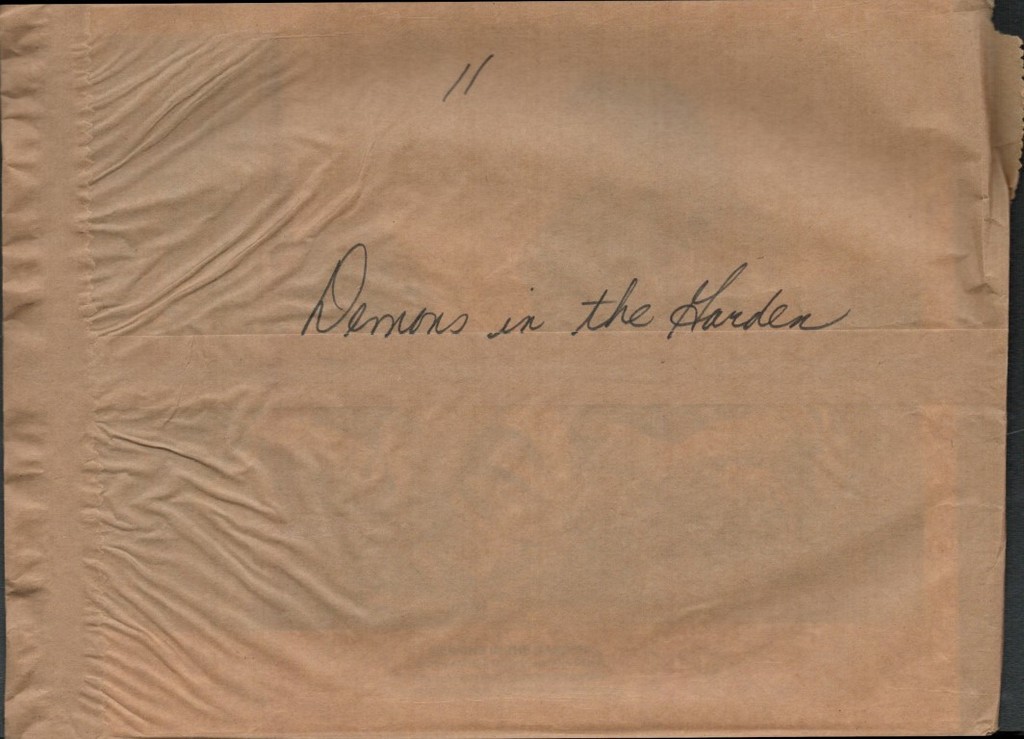 11
Demons in the Garden